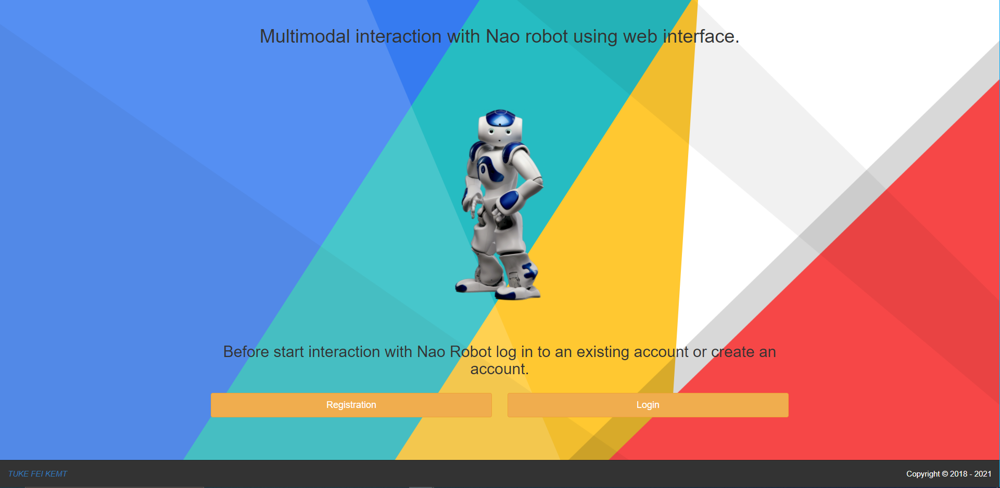 Multimodal interaction with Nao robot using web interface.
Before start interaction with Nao Robot log in to an existing account or create an
account.
Registration
Login
TUKE FEI KEMT
Copyright © 2018 - 2021